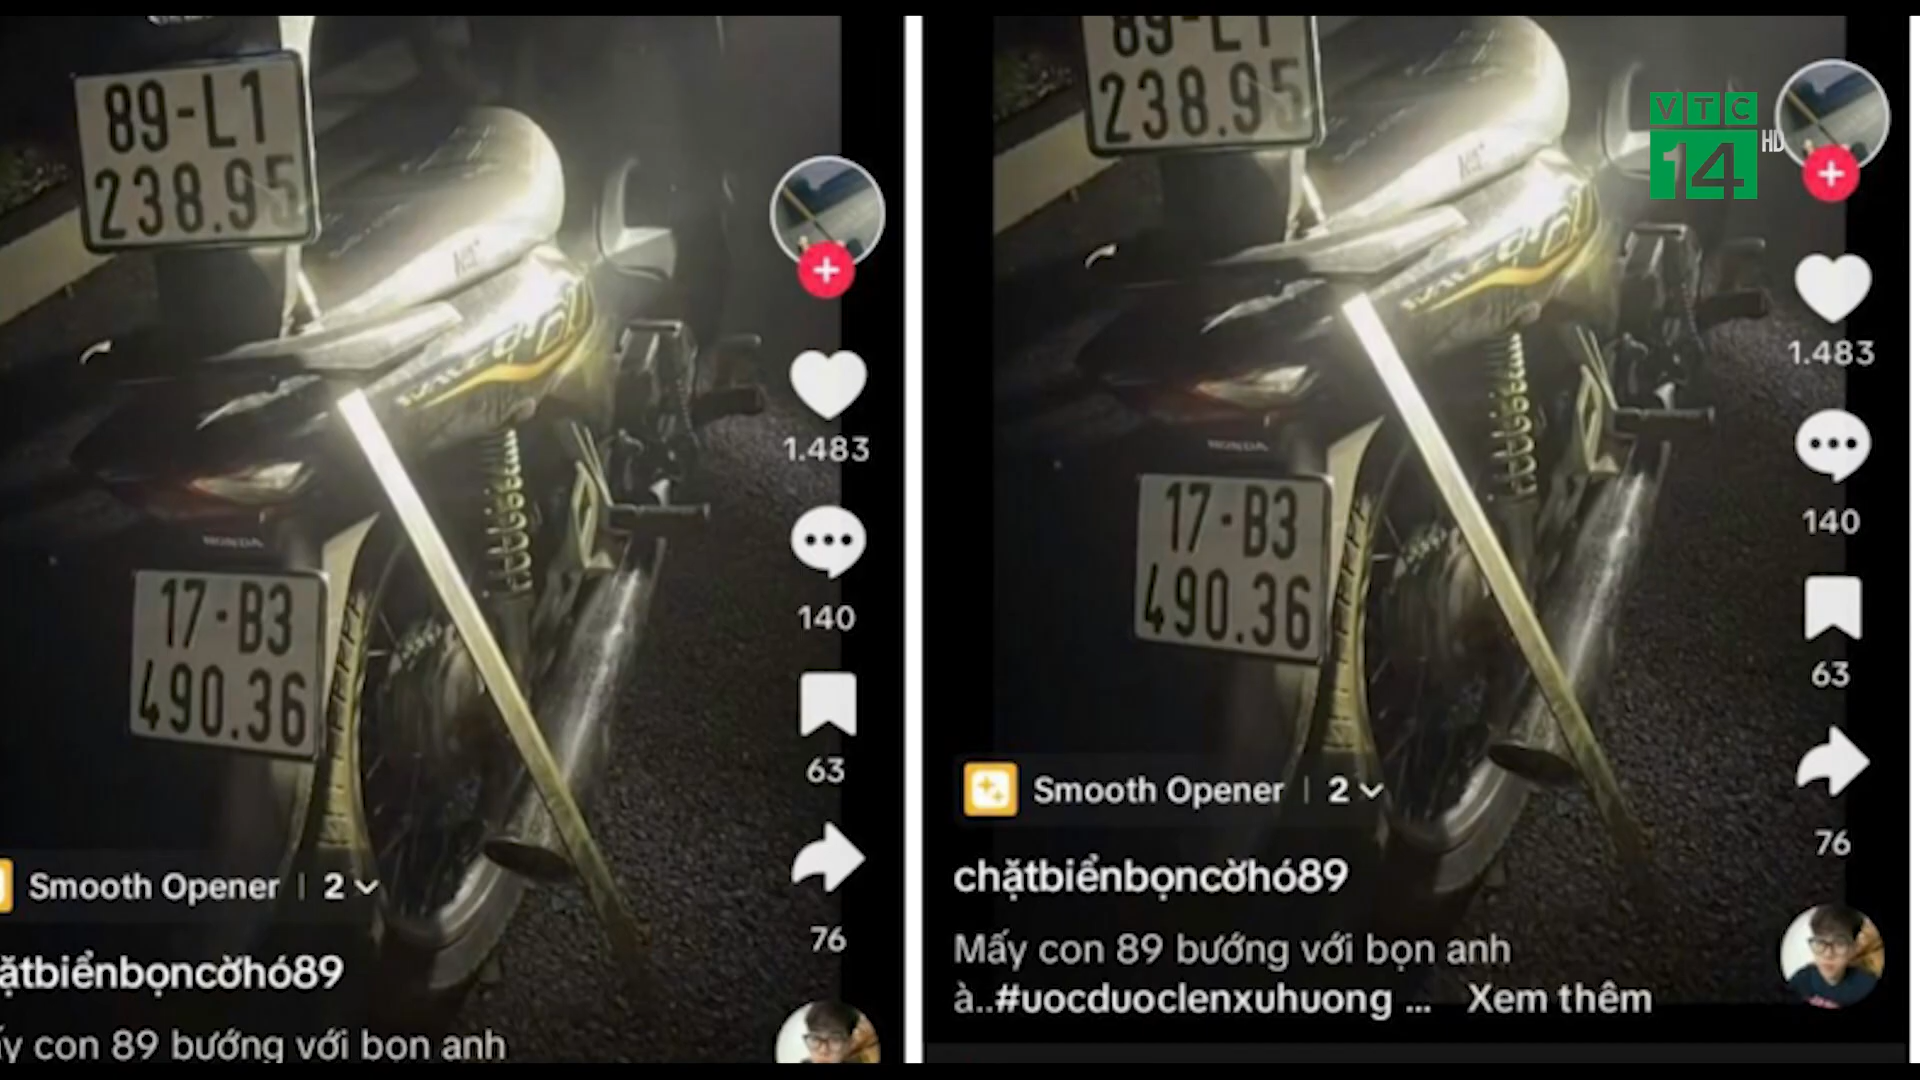 89-L1
238.95
17-B3
490.36
HONDA
1.483
140
63
76
Smooth Opener | 2
ặtbiểnbọncờhó89
ấy con 89 bướng với bọn anh
89-L1
238.95
VTC
14 HD
17-B3
490.36
HONDA
1.483
140
63
76
Smooth Opener | 2
chặtbiểnbọncờhó89
Mấy con 89 bướng với bọn anh
à..#uocduoclenxuhuong ... Xem thêm